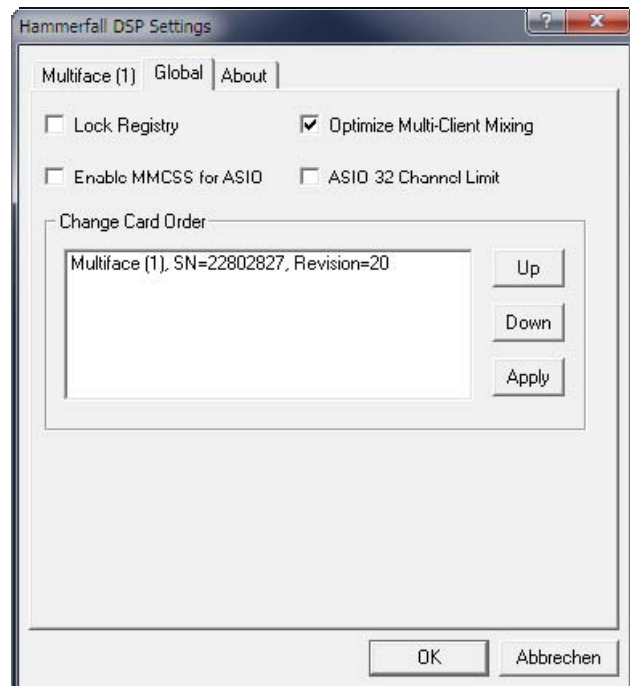 Hammerfall DSP Settings
Multiface (1) Global About
Lock Registry Optimize Multi-Client Mixing
Enable MMCSS for ASIO ASIO 32 Channel Limit
Change Card Order
Multiface (1), SN=22802827, Revision=20
Up
Down
Apply
OK Abbrechen